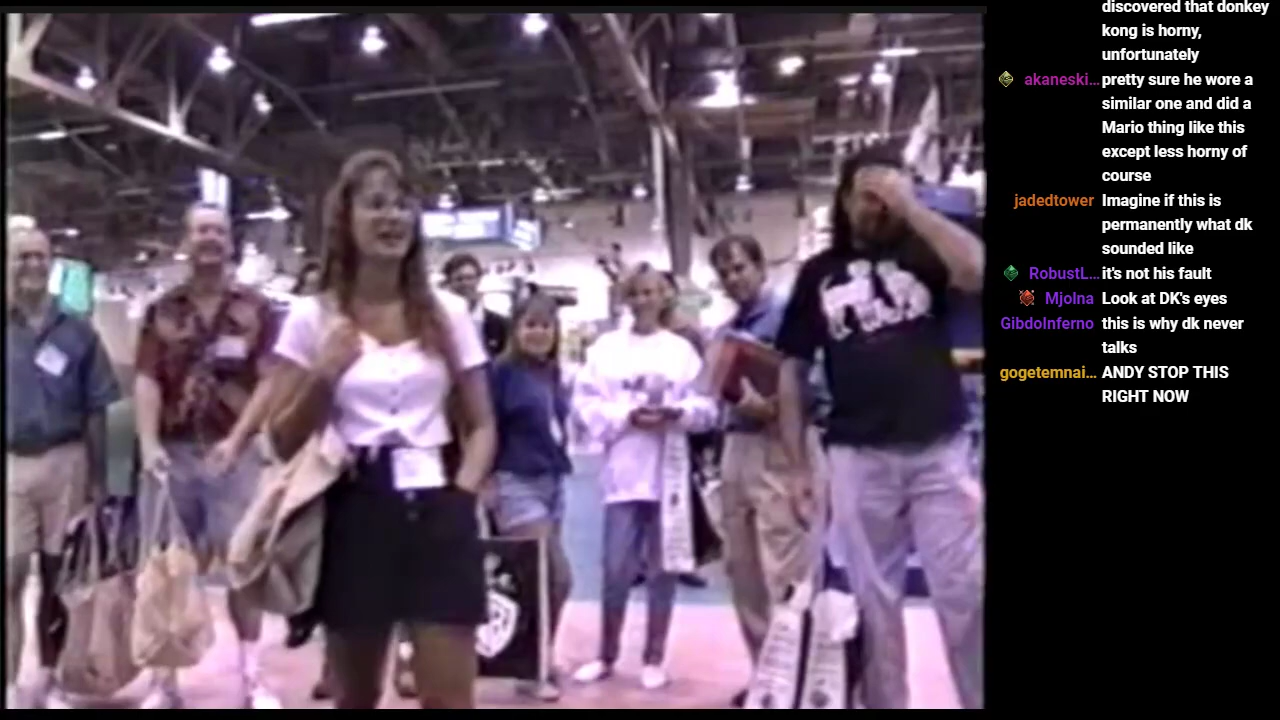 discovered that donkey
kong is horny,
unfortunately
akaneski… pretty sure he wore a
similar one and did a
Mario thing like this
except less horny of
course
jadedtower Imagine if this is
permanently what dk
sounded like
RobustL… it's not his fault
Mjolna Look at DK's eyes
GibdoInferno this is why dk never
talks
gogetemnai… ANDY STOP THIS
RIGHT NOW